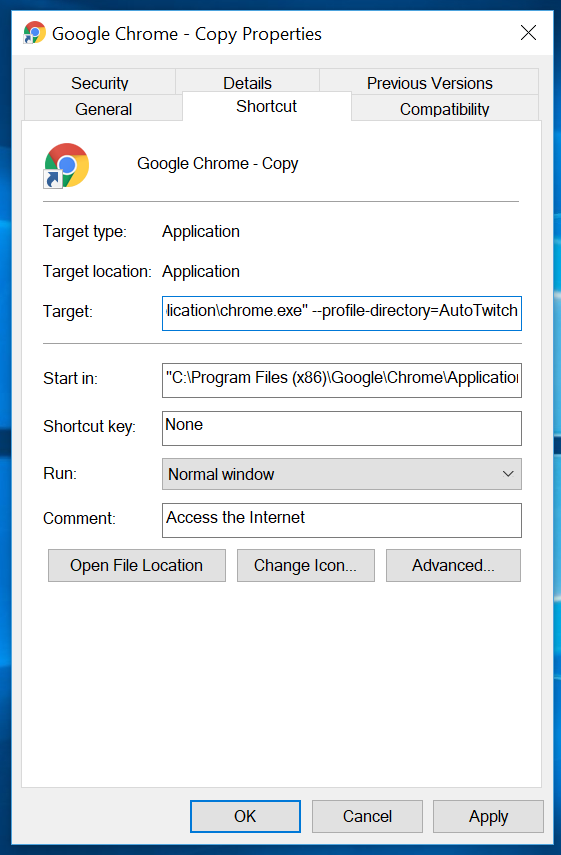 Google Chrome - Copy Properties
Security Details Previous Versions
General Shortcut Compatibility
Google Chrome - Copy
Target type: Application
Target location: Application
Target: lication\chrome.exe" --profile-directory=AutoTwitch
Start in: "C:\Program Files (x86)\Google\Chrome\Application
Shortcut key: None
Run: Normal window
Comment: Access the Internet
Open File Location Change Icon... Advanced...
OK Cancel Apply